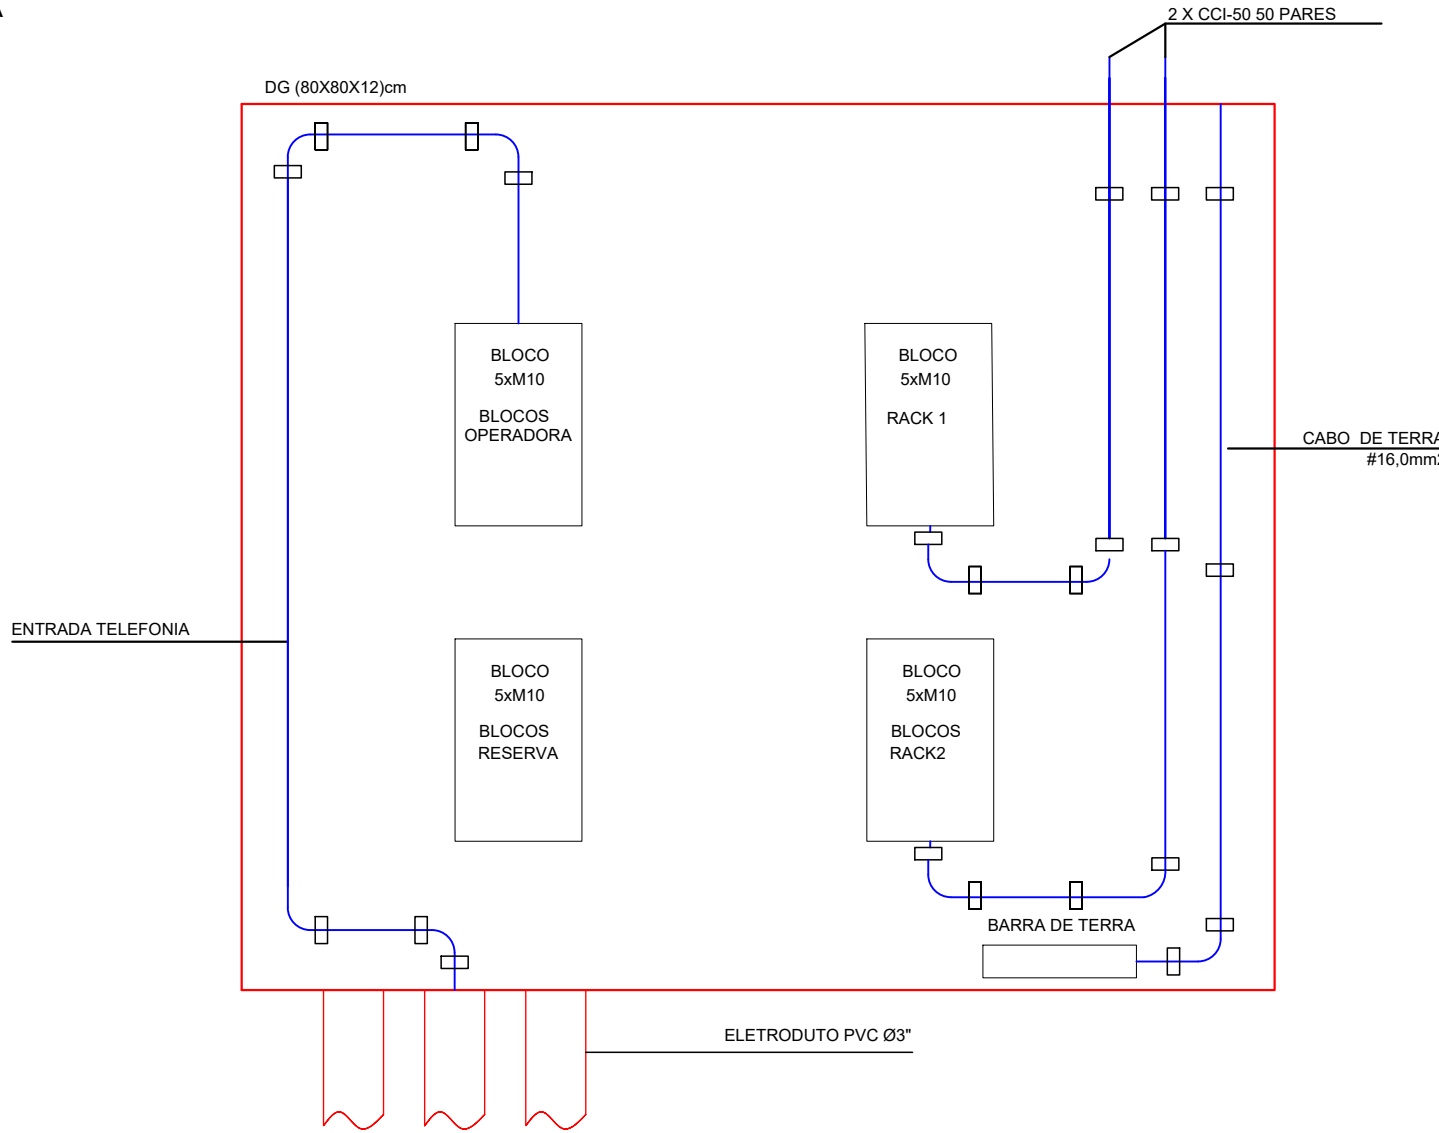 2 X CCI-50 50 PARES
DG (80X80X12)cm
BLOCO
5xM10
BLOCOS
OPERADORA
BLOCO
5xM10
RACK 1
CABO DE TERRA
#16,0mm2
ENTRADA TELEFONIA
BLOCO
5xM10
BLOCOS
RESERVA
BLOCO
5xM10
BLOCOS
RACK2
BARRA DE TERRA
ELETRODUTO PVC Ø3"